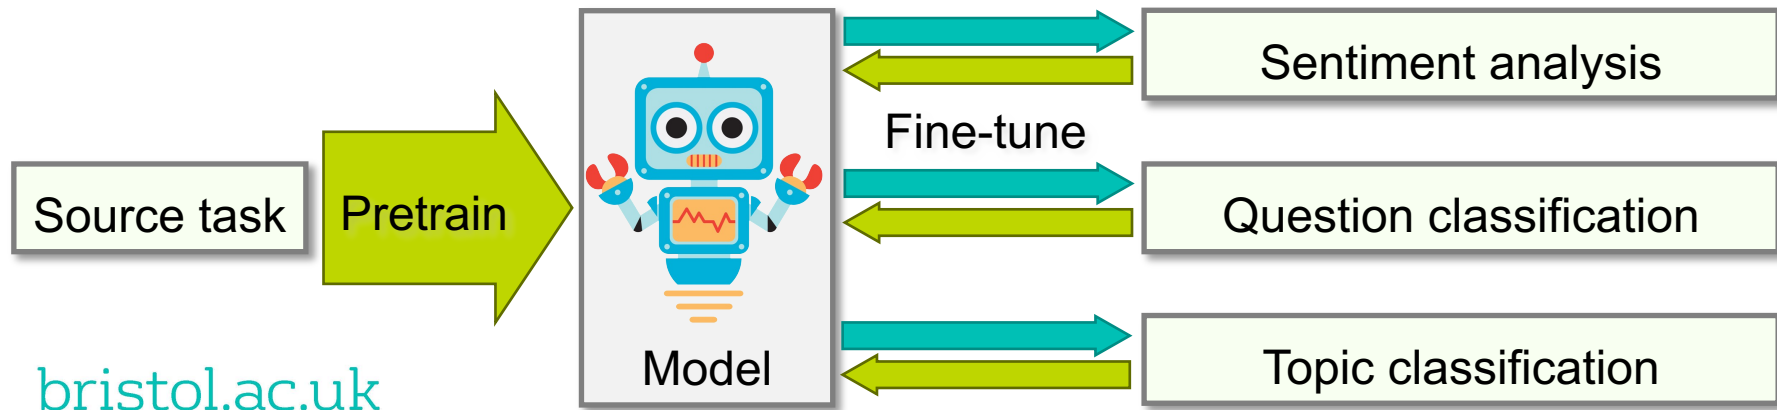 Source task
Pretrain
Model
Fine-tune
Sentiment analysis
Question classification
Topic classification
bristol.ac.uk